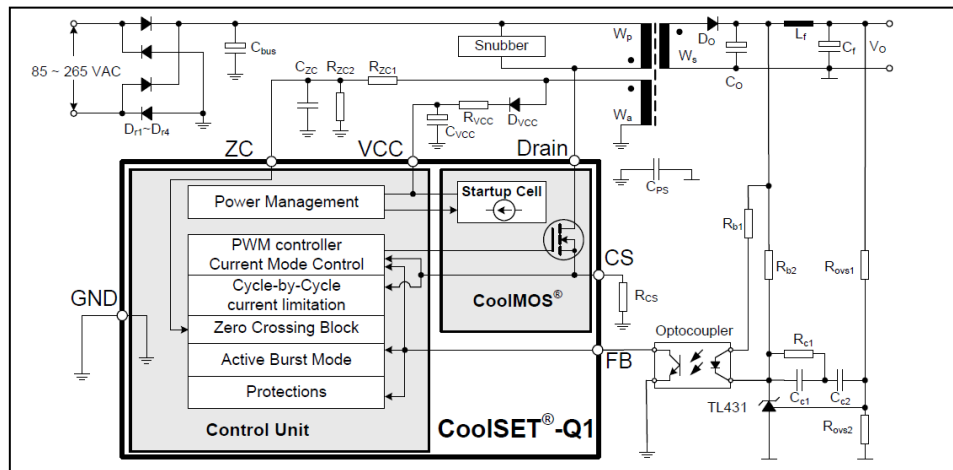 85 ~ 265 VAC
Dr1~Dr4
Cbus
Snubber
Wp
Ws
Wa
DO
CO
Lf
Cf
VO
CZC
RZC2
RZC1
RVCC
DVCC
CVCC
CPS
ZC
VCC
Drain
Power Management
Startup Cell
PWM controller
Current Mode Control
Cycle-by-Cycle
current limitation
Zero Crossing Block
Active Burst Mode
Protections
Control Unit
CoolMOS®
CoolSET®-Q1
GND
CS
RCS
FB
Optocoupler
Rb1
Rb2
Rovs1
Rc1
Cc1
Cc2
TL431
Rovs2